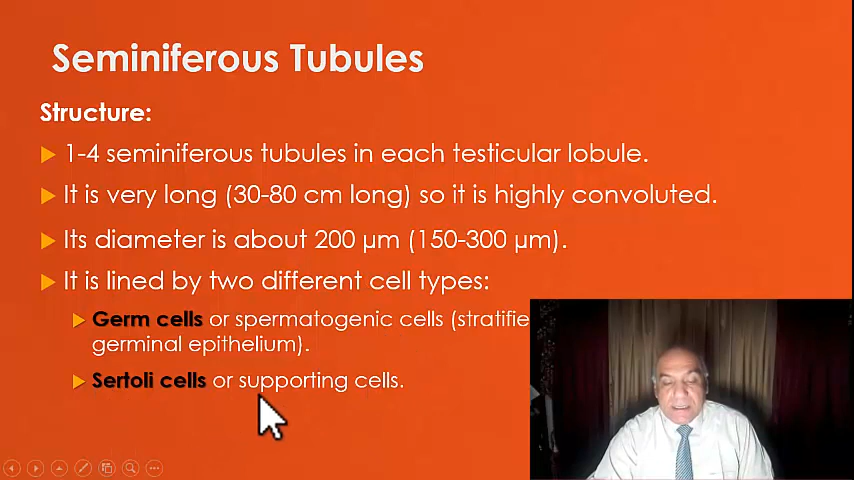 Seminiferous Tubules
Structure:
1-4 seminiferous tubules in each testicular lobule.
It is very long (30-80 cm long) so it is highly convoluted.
Its diameter is about 200 µm (150-300 µm).
It is lined by two different cell types:
Germ cells or spermatogenic cells
germinal epithelium).
Sertoli cells or supporting cells.